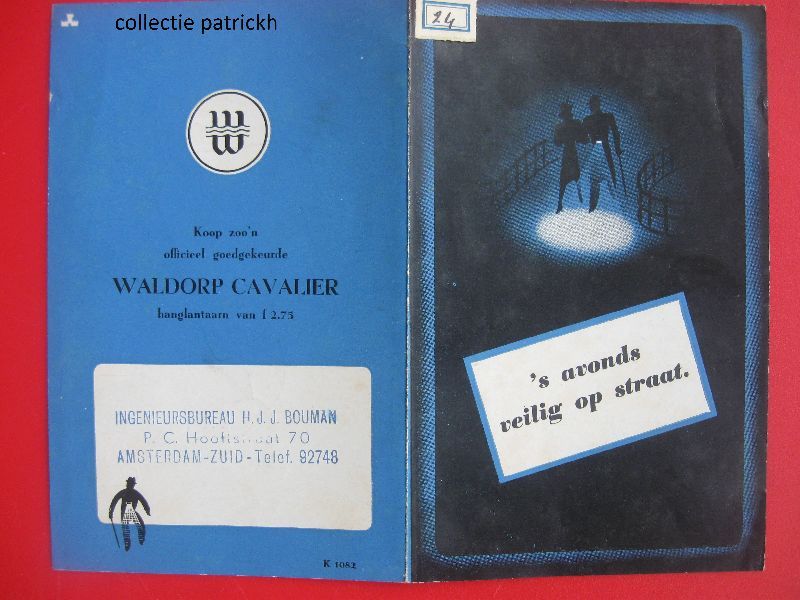 collectie patrickh
Koop zoo'n
officieel goedgekeurde
WALDORP CAVALIER
hanglantaarn van f 2.75
INGENIEURSBUREAU H. J. J. BOUMAN
P. C. Hooftstraat 70
AMSTERDAM-ZUID - Telef. 92748
K 1082
24
's avonds
veilig op straat.